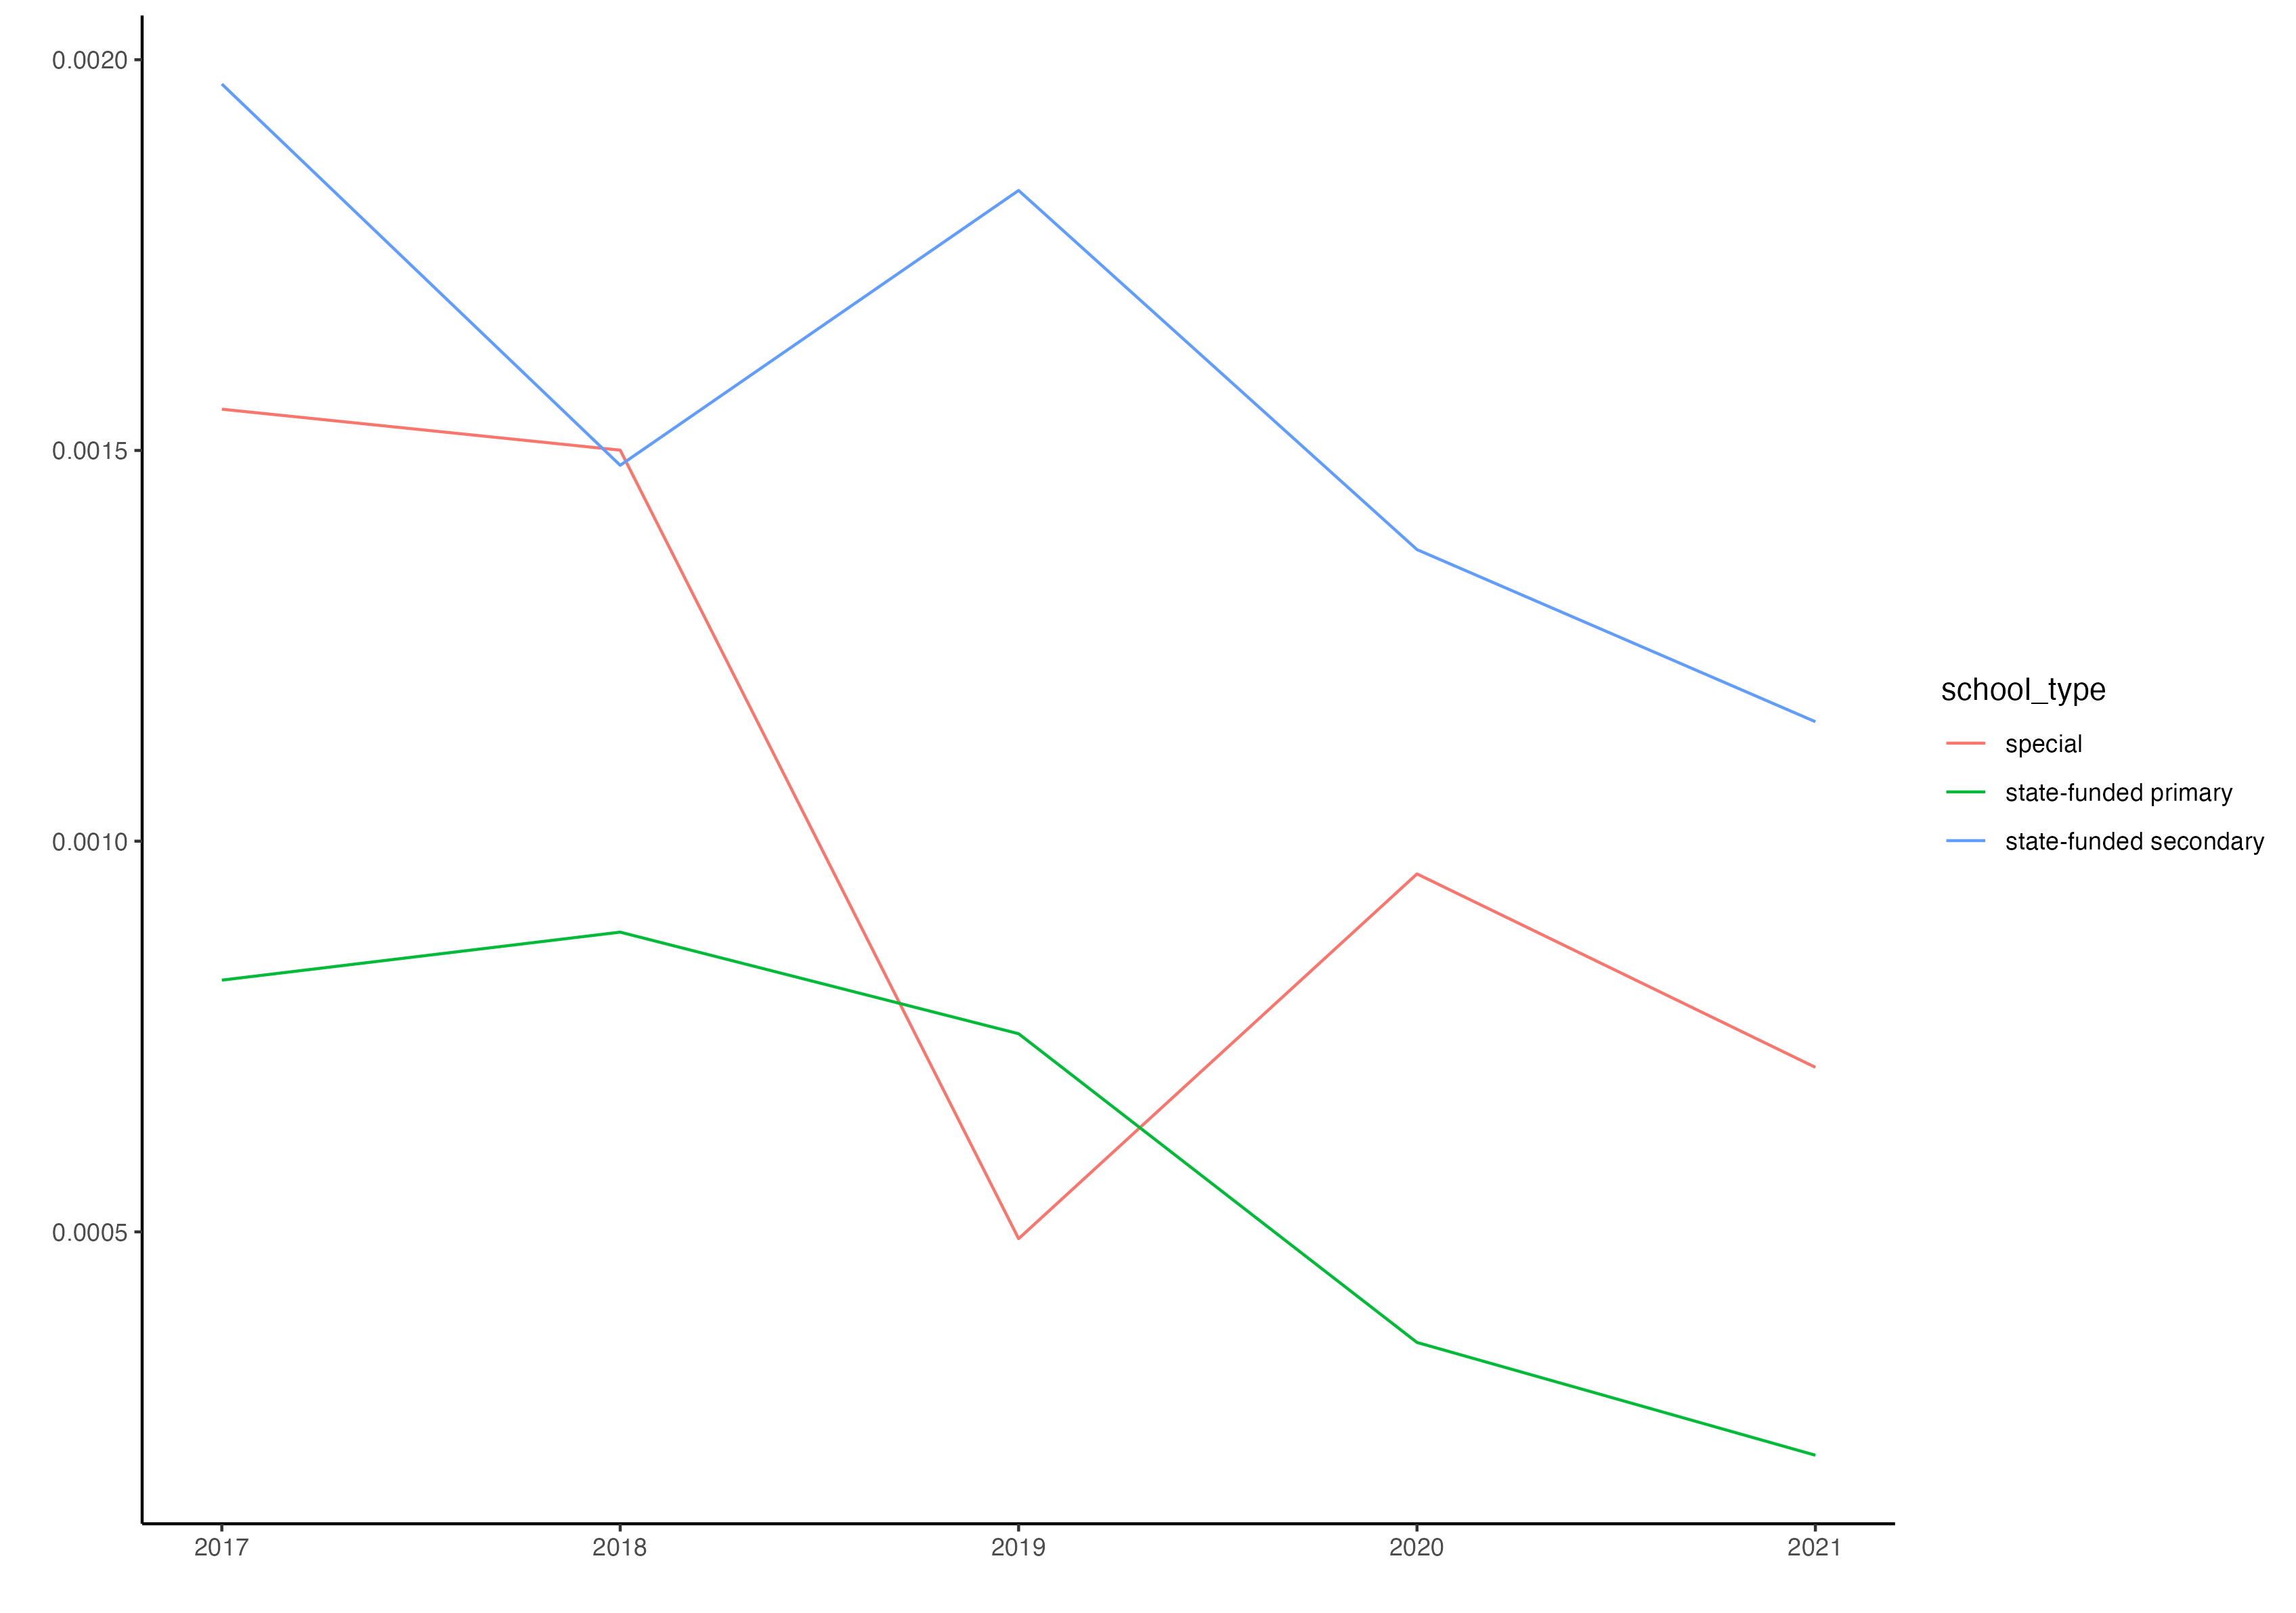 0.0020
0.0015
0.0010
0.0005
2017 2018 2019 2020 2021
school_type
special
state-funded primary
state-funded secondary